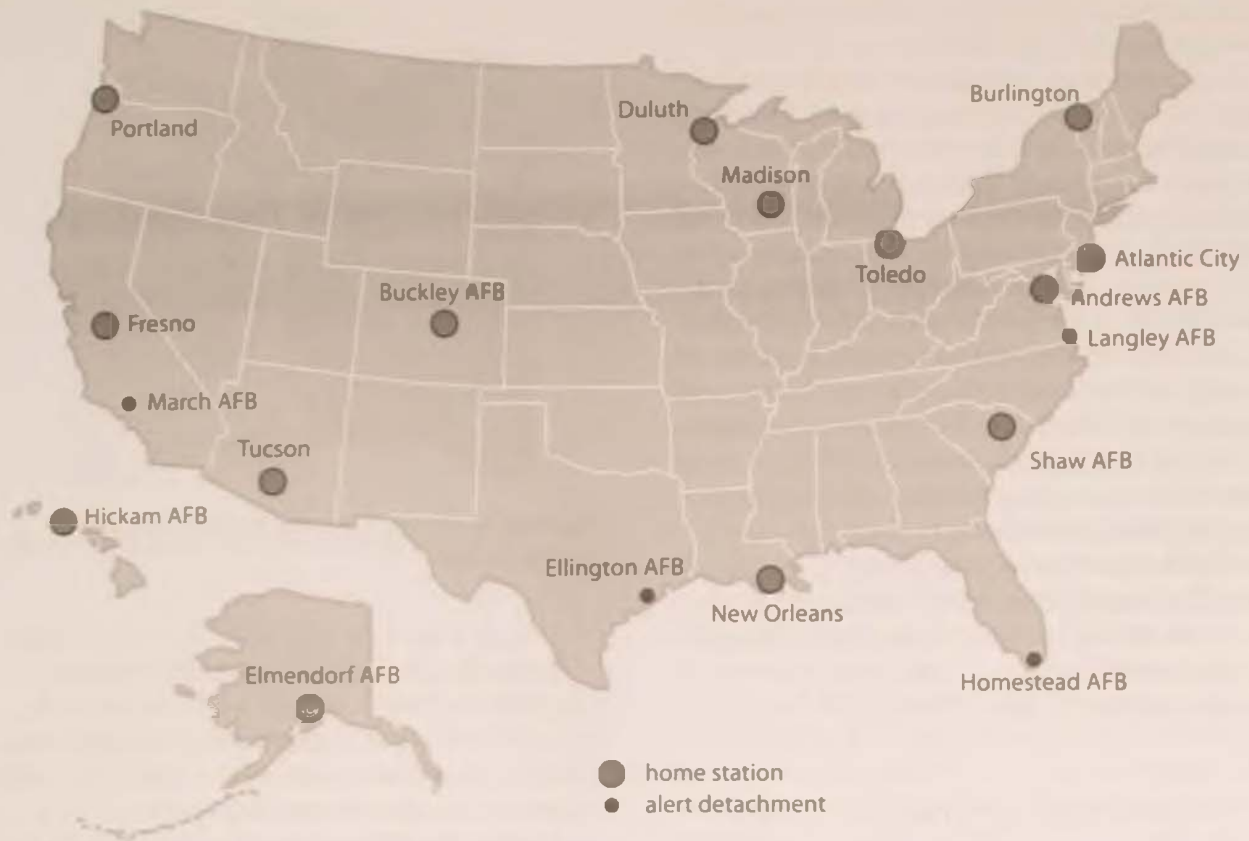 Burlington
Duluth
Portland
Madison
Atlantic City
Toledo
Buckley AFB
Andrews AFB
Fresno
Langley AFB
March AFB
Tucson
Shaw AFB
Hickam AFB
Ellington AFB
New Orleans
Elmendorf AFB
Homestead AFB
home station
alert detachment